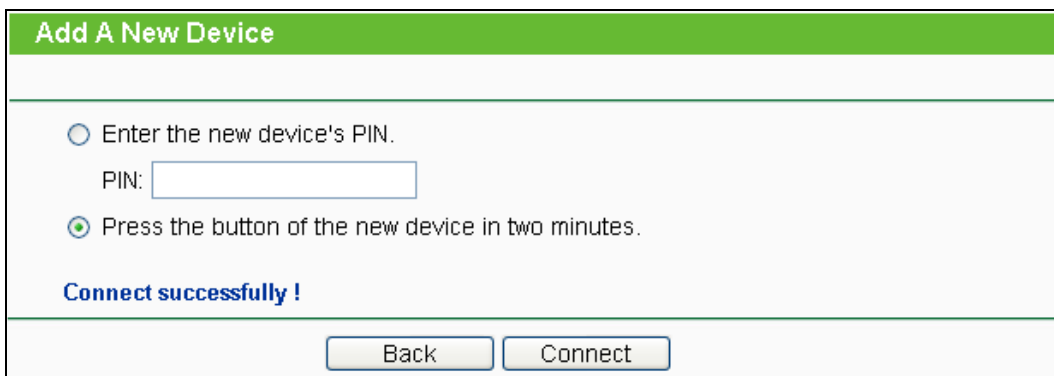 Add A New Device
Enter the new device's PIN.
PIN:
Press the button of the new device in two minutes.
Connect successfully !
Back Connect